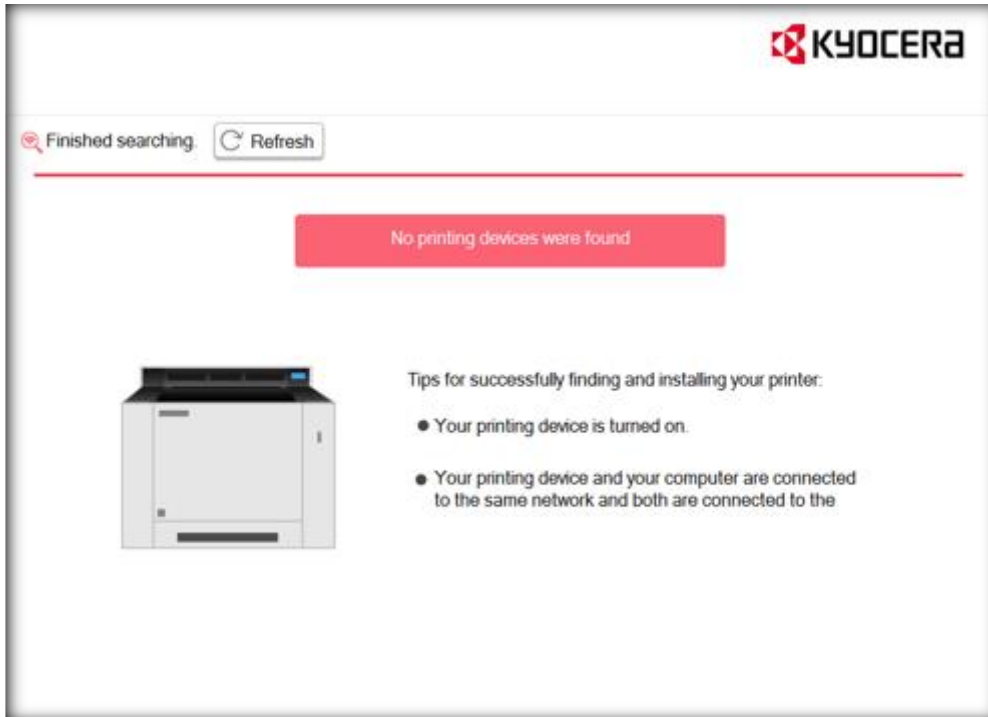 KYOCERA
Finished searching.
Refresh
No printing devices were found
Tips for successfully finding and installing your printer:
● Your printing device is turned on.
● Your printing device and your computer are connected
to the same network and both are connected to the